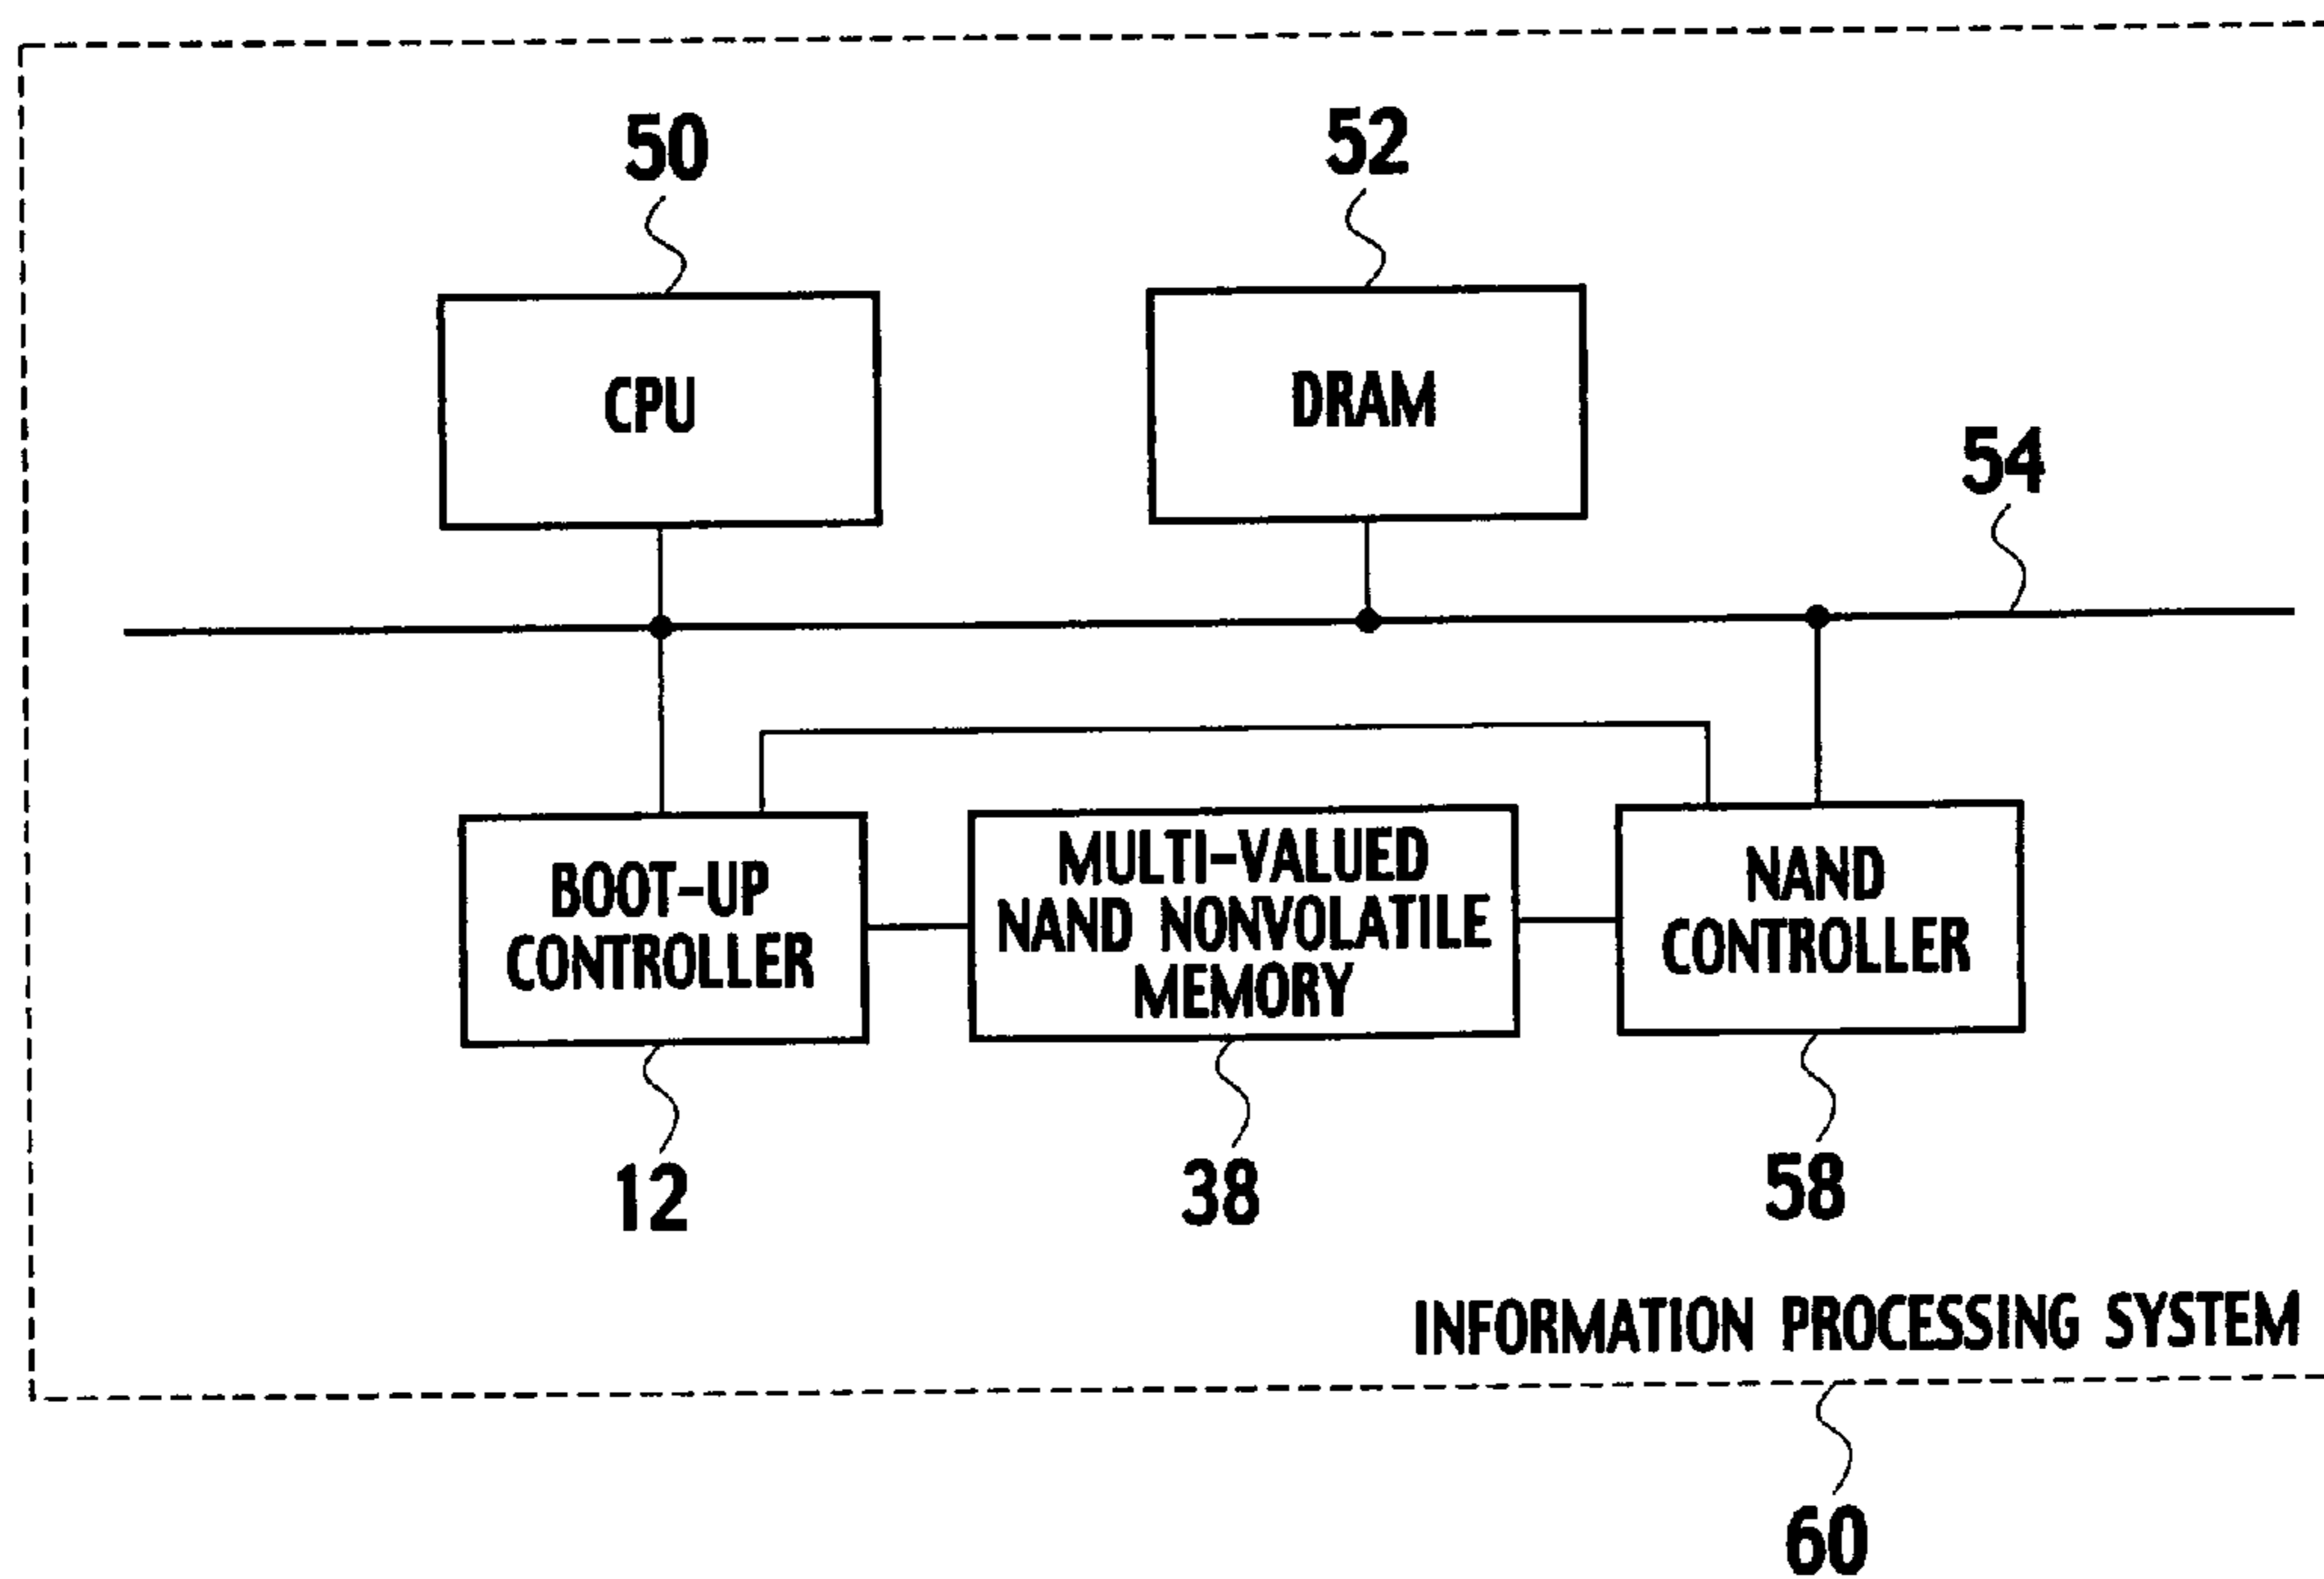 50
52
CPU
DRAM
54
BOOT-UP
CONTROLLER
MULTI-VALUED
NAND NONVOLATILE
MEMORY
NAND
CONTROLLER
12
38
58
INFORMATION PROCESSING SYSTEM
60